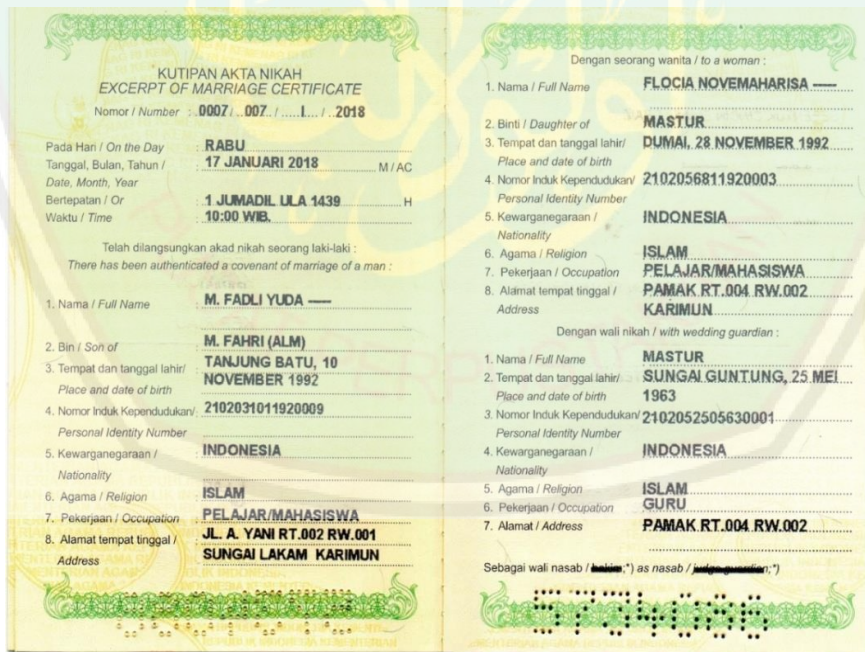 KUTIPAN AKTA NIKAH
EXCERPT OF MARRIAGE CERTIFICATE
Nomor / Number : 0007 / 007 / I / 2018
Pada Hari / On the Day : RABU
Tanggal, Bulan, Tahun / : 17 JANUARI 2018 M / AC
Date, Month, Year
Bertepatan / Or : 1 JUMADIL ULA 1439 H
Waktu / Time : 10:00 WIB.
Telah dilangsungkan akad nikah seorang laki-laki :
There has been authenticated a covenant of marriage of a man :
1. Nama / Full Name : M. FADLI YUDA ----
2. Bin / Son of : M. FAHRI (ALM)
3. Tempat dan tanggal lahir/ : TANJUNG BATU, 10
Place and date of birth NOVEMBER 1992
4. Nomor Induk Kependudukan/ : 2102031011920009
Personal Identity Number
5. Kewarganegaraan / : INDONESIA
Nationality
6. Agama / Religion : ISLAM
7. Pekerjaan / Occupation : PELAJAR/MAHASISWA
8. Alamat tempat tinggal / : JL. A. YANI RT.002 RW.001
Address SUNGAI LAKAM KARIMUN
Dengan seorang wanita / to a woman :
1. Nama / Full Name FLOCIA NOVEMAHARISA ----
2. Binti / Daughter of MASTUR
3. Tempat dan tanggal lahir/ DUMAI, 28 NOVEMBER 1992
Place and date of birth
4. Nomor Induk Kependudukan/ 2102056811920003
Personal Identity Number
5. Kewarganegaraan / INDONESIA
Nationality
6. Agama / Religion ISLAM
7. Pekerjaan / Occupation PELAJAR/MAHASISWA
8. Alamat tempat tinggal / PAMAK RT.004 RW.002
Address KARIMUN
Dengan wali nikah / with wedding guardian :
1. Nama / Full Name MASTUR
2. Tempat dan tanggal lahir/ SUNGAI GUNTUNG, 25 MEI
Place and date of birth 1963
3. Nomor Induk Kependudukan/ 2102052505630001
Personal Identity Number
4. Kewarganegaraan / INDONESIA
Nationality
5. Agama / Religion ISLAM
6. Pekerjaan / Occupation GURU
7. Alamat / Address PAMAK RT.004 RW.002
Sebagai wali nasab / hakim;*) as nasab / judge guardian;*)